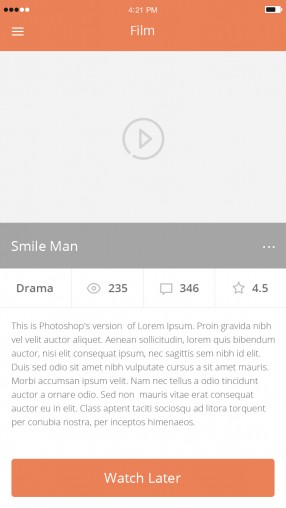 4:21 PM
Film
Smile Man
Drama 235 346 4.5
This is Photoshop's version of Lorem Ipsum. Proin gravida nibh
vel velit auctor aliquet. Aenean sollicitudin, lorem quis bibendum
auctor, nisi elit consequat ipsum, nec sagittis sem nibh id elit.
Duis sed odio sit amet nibh vulputate cursus a sit amet mauris.
Morbi accumsan ipsum velit. Nam nec tellus a odio tincidunt
auctor a ornare odio. Sed non mauris vitae erat consequat
auctor eu in elit. Class aptent taciti sociosqu ad litora torquent
per conubia nostra, per inceptos himenaeos.
Watch Later